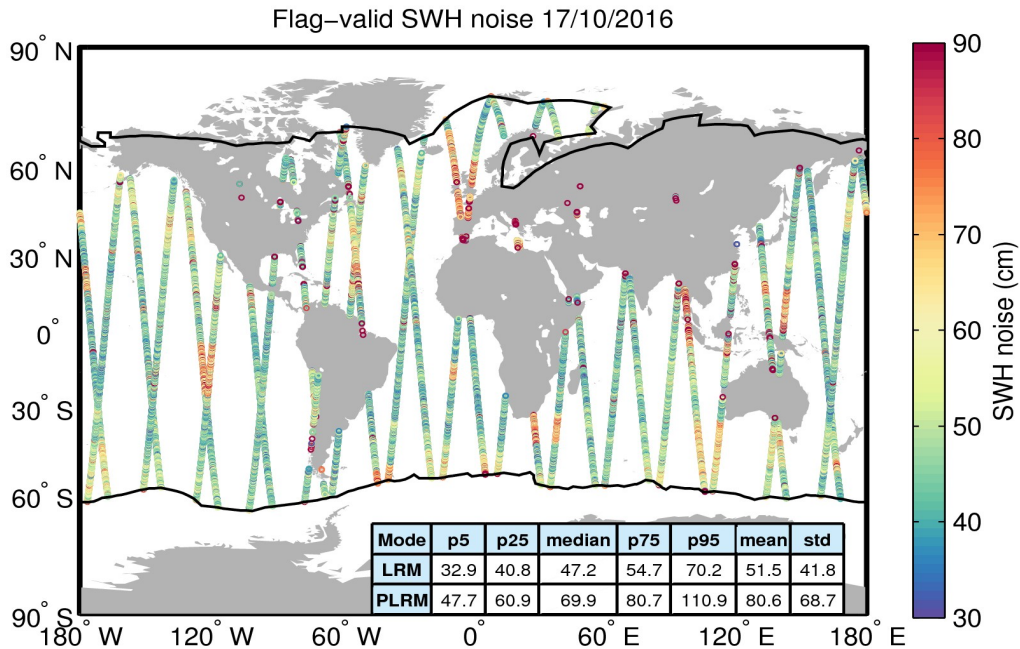 Flag−valid SWH noise 17/10/2016
90° N
60° N
30° N
0°
30° S
60° S
90° S
180° W
120° W
60° W
0°
60° E
120° E
180° E
Mode p5 p25 median p75 p95 mean std
LRM 32.9 40.8 47.2 54.7 70.2 51.5 41.8
PLRM 47.7 60.9 69.9 80.7 110.9 80.6 68.7
90
80
70
60
50
40
30
SWH noise (cm)